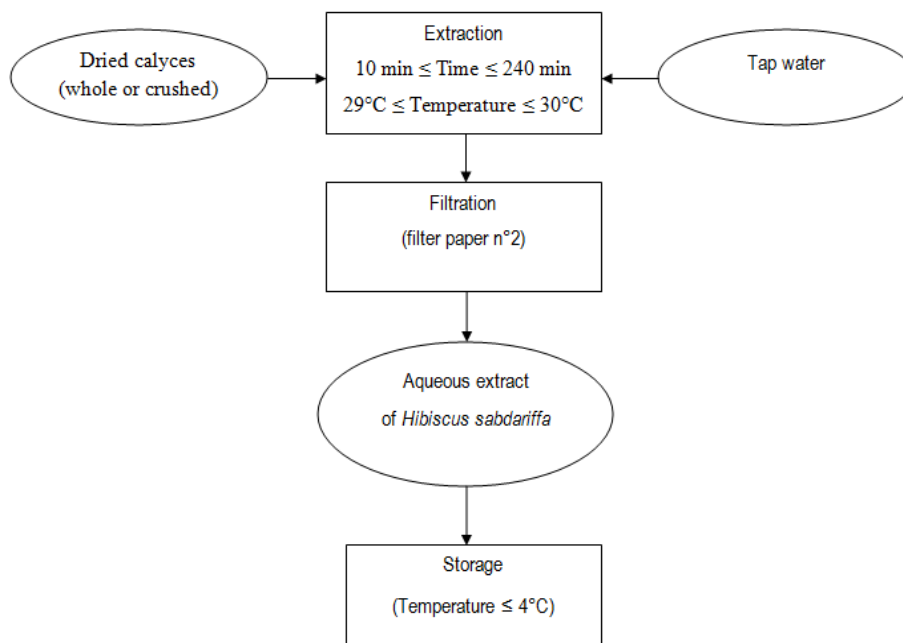 Extraction
10 min ≤ Time ≤ 240 min
29°C ≤ Temperature ≤ 30°C
Dried calyces
(whole or crushed)
Tap water
Filtration
(filter paper n°2)
Aqueous extract
of Hibiscus sabdariffa
Storage
(Temperature ≤ 4°C)